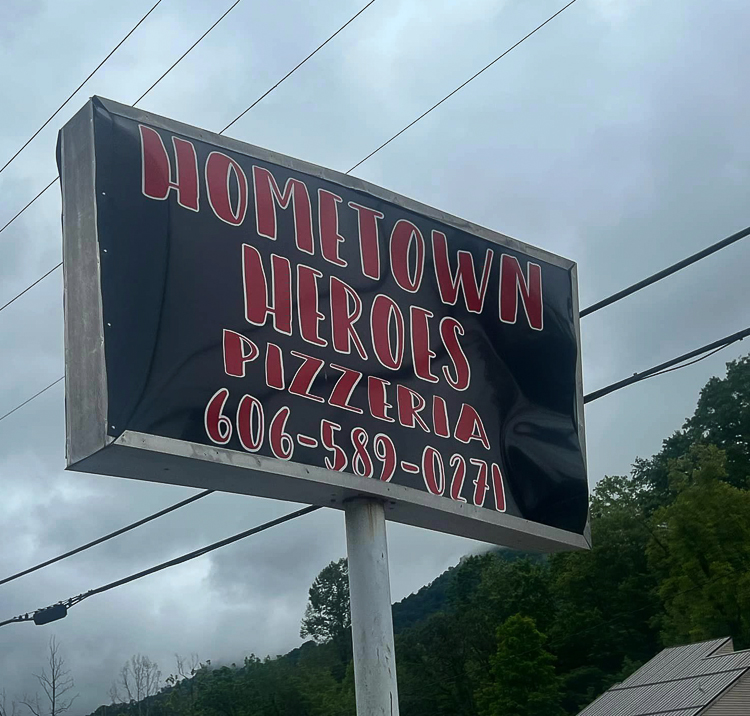 HOMETOWN
HEROES
PIZZERIA
606-589-0271